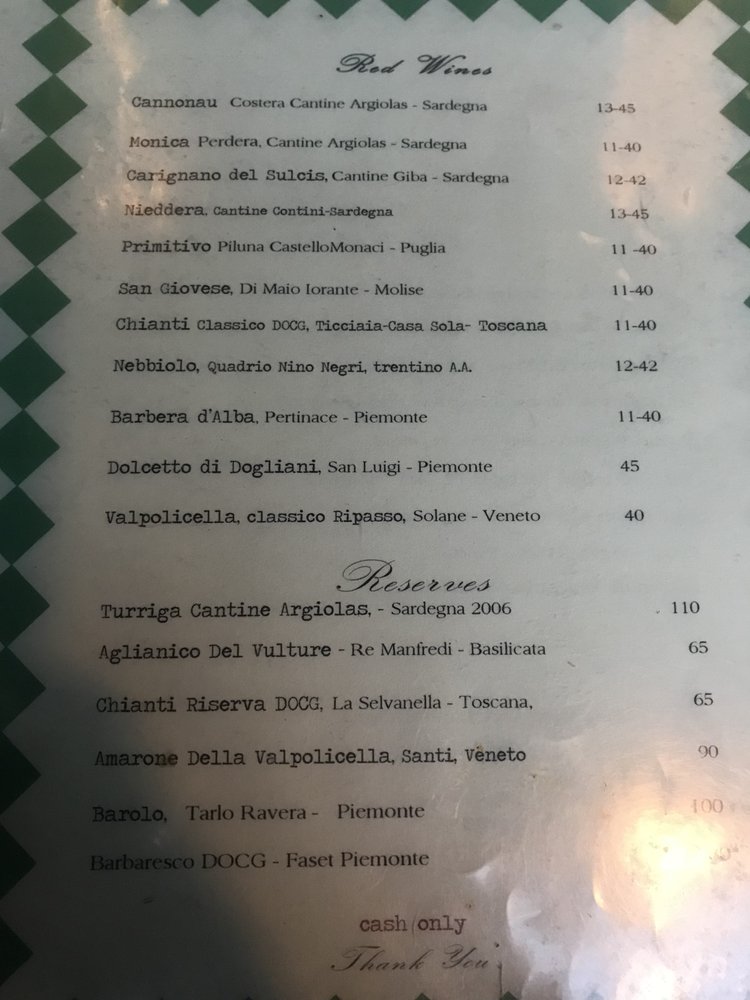 Red Wines
Cannonau Costera Cantine Argiolas - Sardegna 13-45
Monica Perdera, Cantine Argiolas - Sardegna 11-40
Carignano del Sulcis, Cantine Giba - Sardegna 12-42
Nieddera, Cantine Contini-Sardegna 13-45
Primitivo Piluna CastelloMonaci - Puglia 11 -40
San Giovese, Di Maio Iorante - Molise 11-40
Chianti Classico DOCG, Ticciaia-Casa Sola- Toscana 11-40
Nebbiolo, Quadrio Nino Negri, trentino A.A. 12-42
Barbera d'Alba, Pertinace - Piemonte 11-40
Dolcetto di Dogliani, San Luigi - Piemonte 45
Valpolicella, classico Ripasso, Solane - Veneto 40
Reserves
Turriga Cantine Argiolas, - Sardegna 2006 110
Aglianico Del Vulture - Re Manfredi - Basilicata 65
Chianti Riserva DOCG, La Selvanella - Toscana, 65
Amarone Della Valpolicella, Santi, Veneto 90
Barolo, Tarlo Ravera - Piemonte 100
Barbaresco DOCG - Faset Piemonte
cash only
Thank You